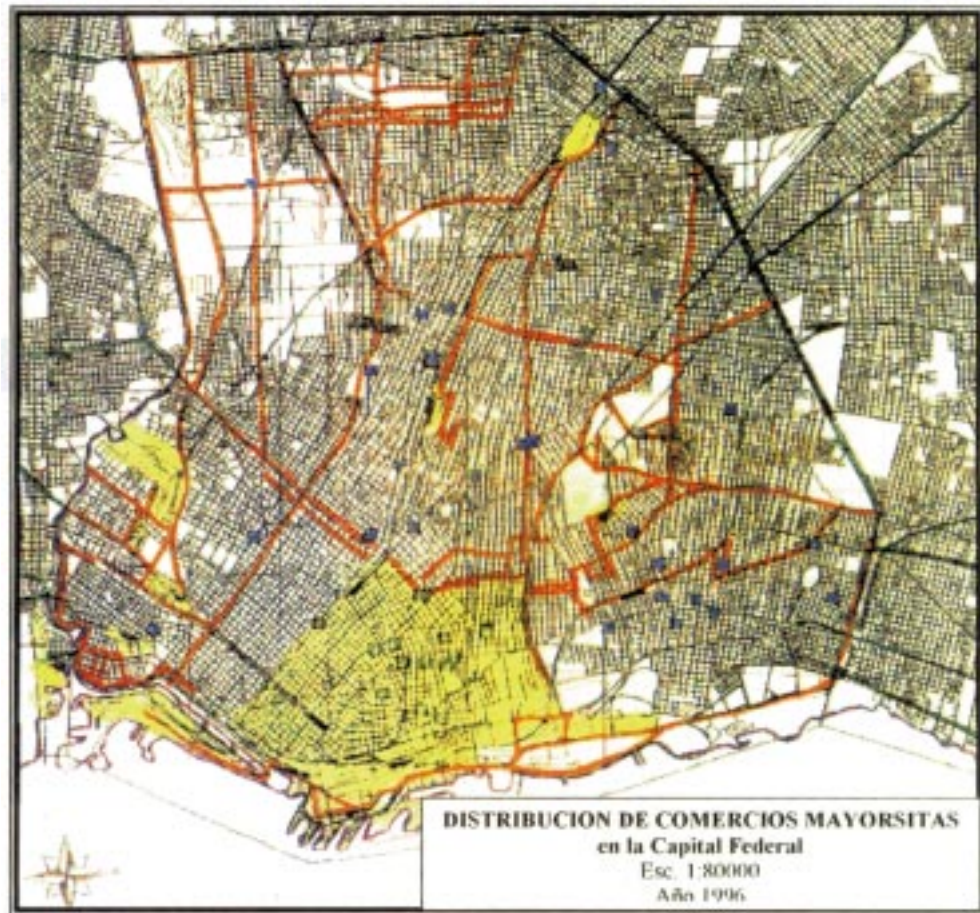 DISTRIBUCION DE COMERCIOS MAYORSITAS
en la Capital Federal
Esc. 1:80000
Año 1996